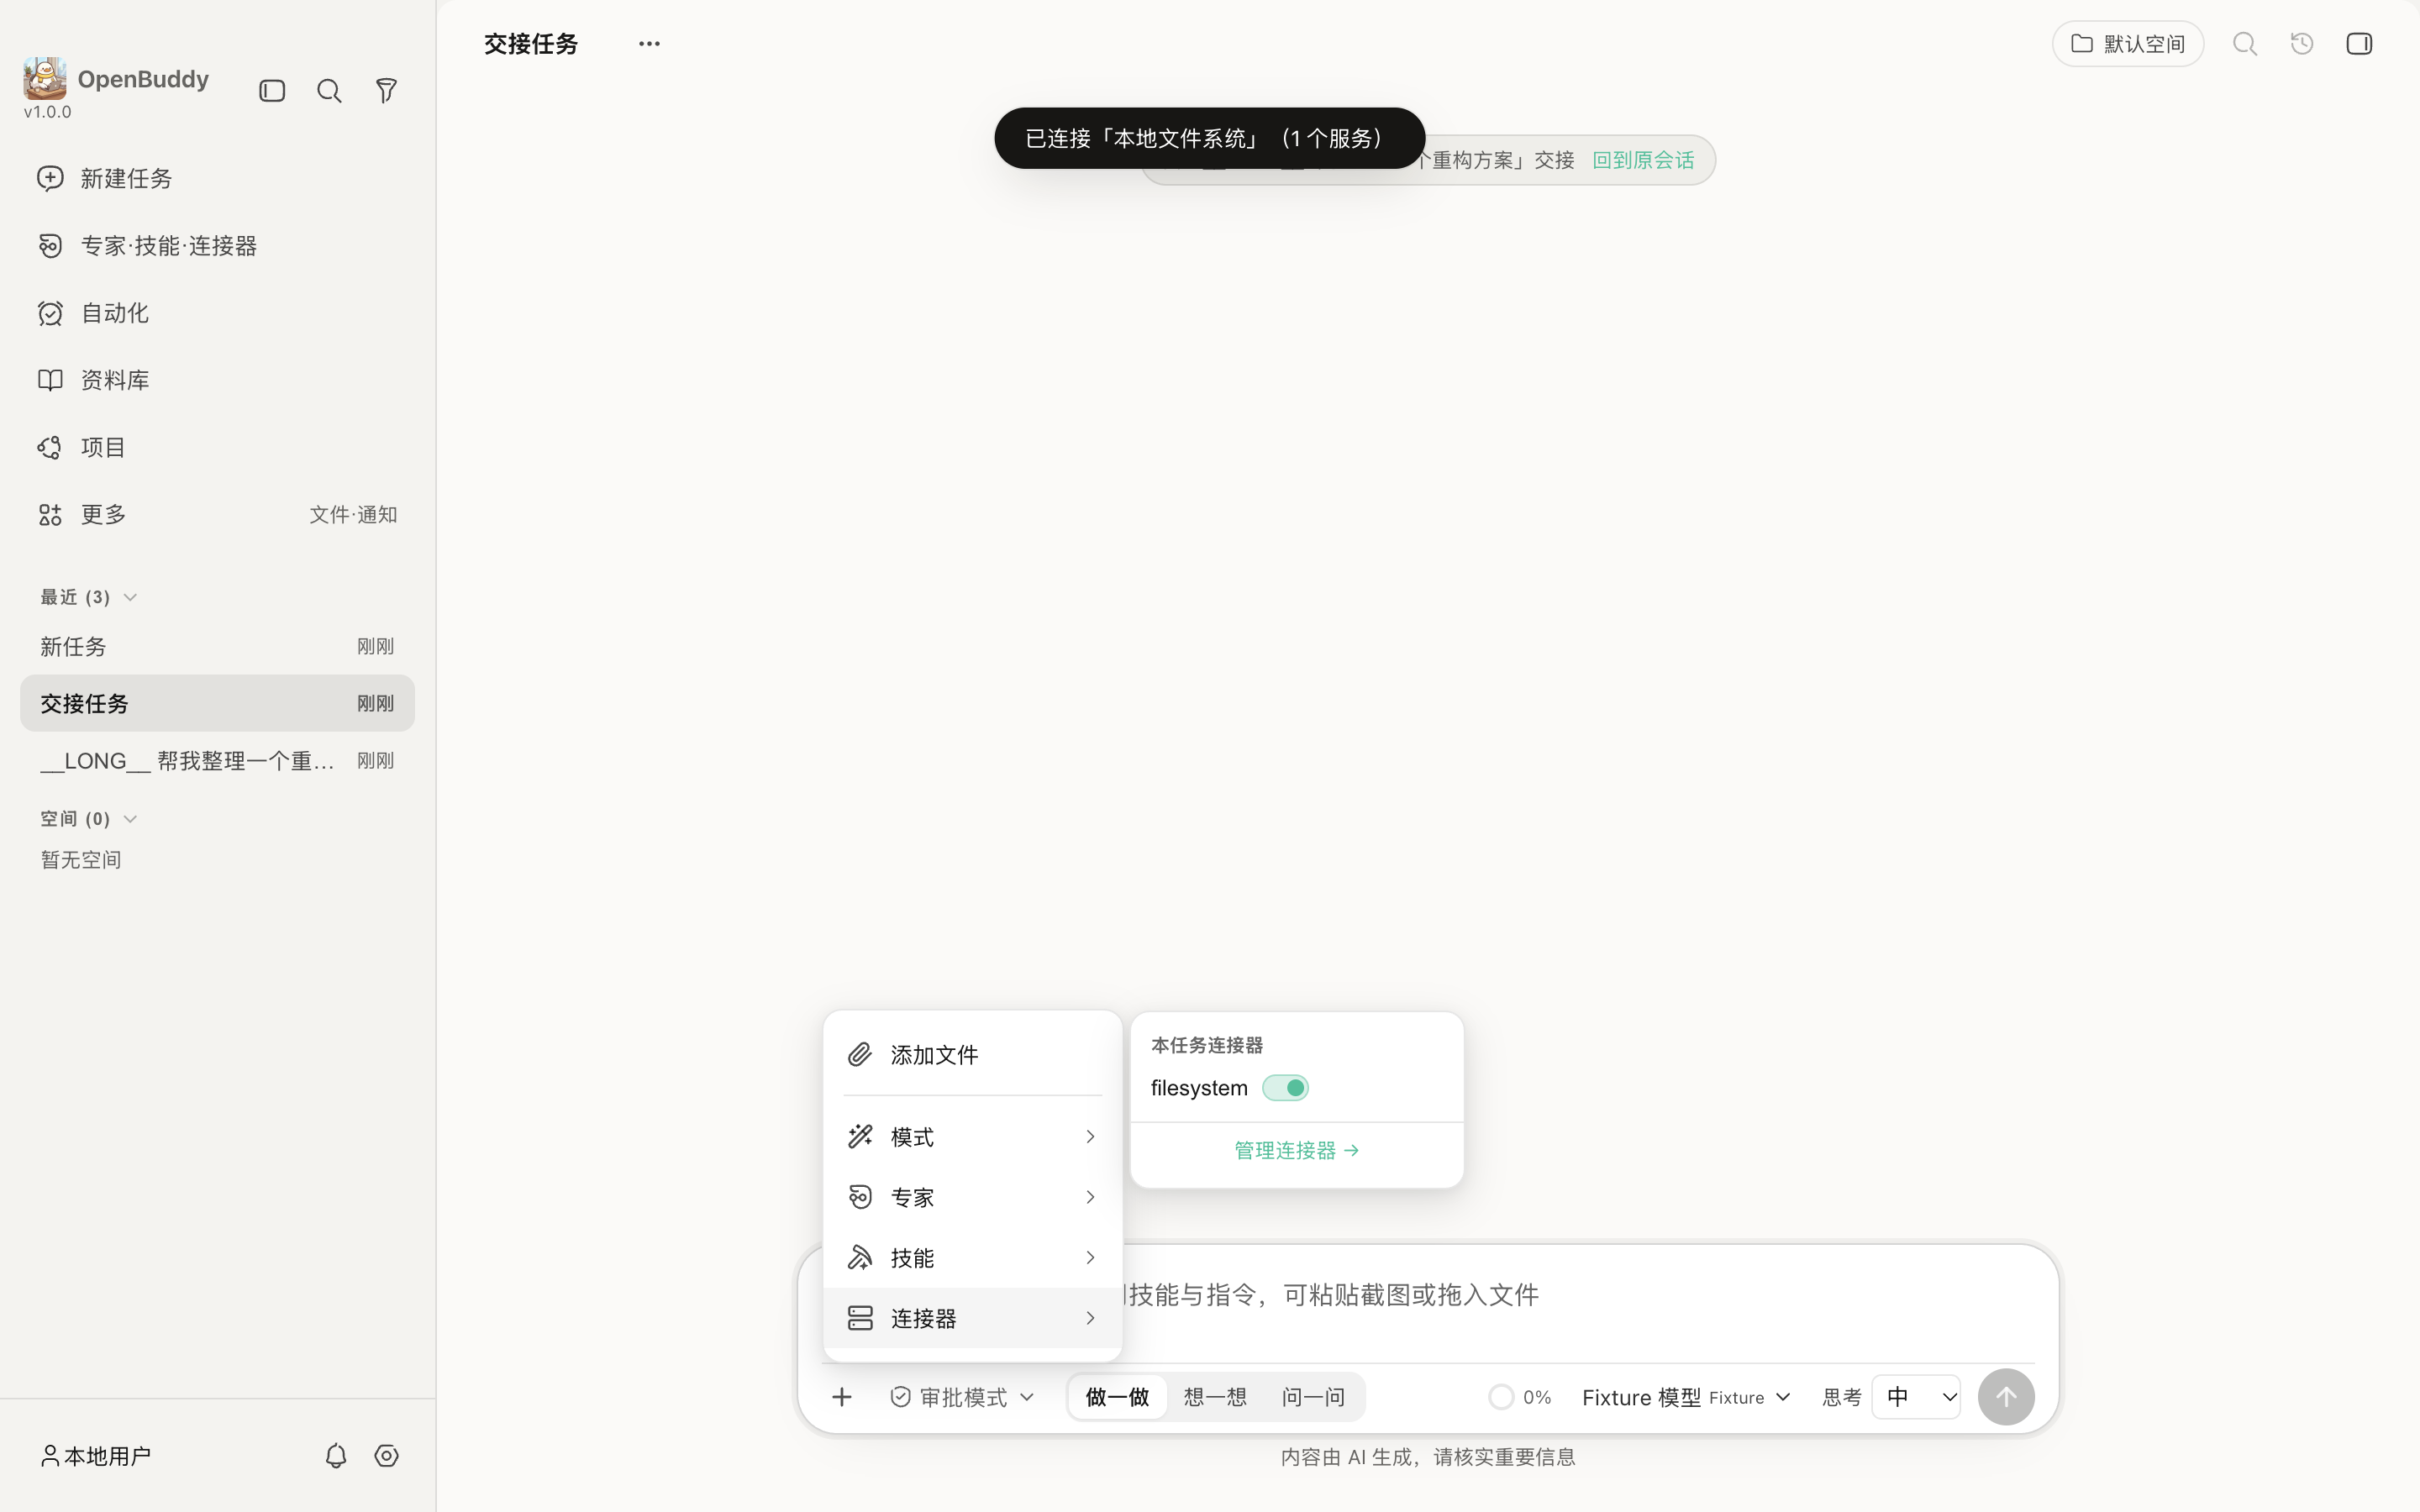 OpenBuddy
v1.0.0
新建任务
专家·技能·连接器
自动化
资料库
项目
更多
文件·通知
最近 (3)
新任务
刚刚
交接任务
刚刚
__LONG__ 帮我整理一个重…
刚刚
空间 (0)
暂无空间
本地用户
交接任务
默认空间
已连接「本地文件系统」（1 个服务）
重构方案」交接
回到原会话
添加文件
模式
专家
技能
连接器
本任务连接器
filesystem
管理连接器 →
技能与指令，可粘贴截图或拖入文件
审批模式
做一做
想一想
问一问
0%
Fixture 模型 Fixture
思考
中
内容由 AI 生成，请核实重要信息